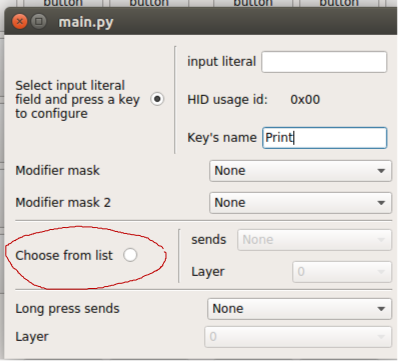 button button button button
main.py
input literal
Select input literal
field and press a key
to configure
HID usage id: 0x00
Key's name Print
Modifier mask None
Modifier mask 2 None
Choose from list
sends None
Layer 0
Long press sends None
Layer 0